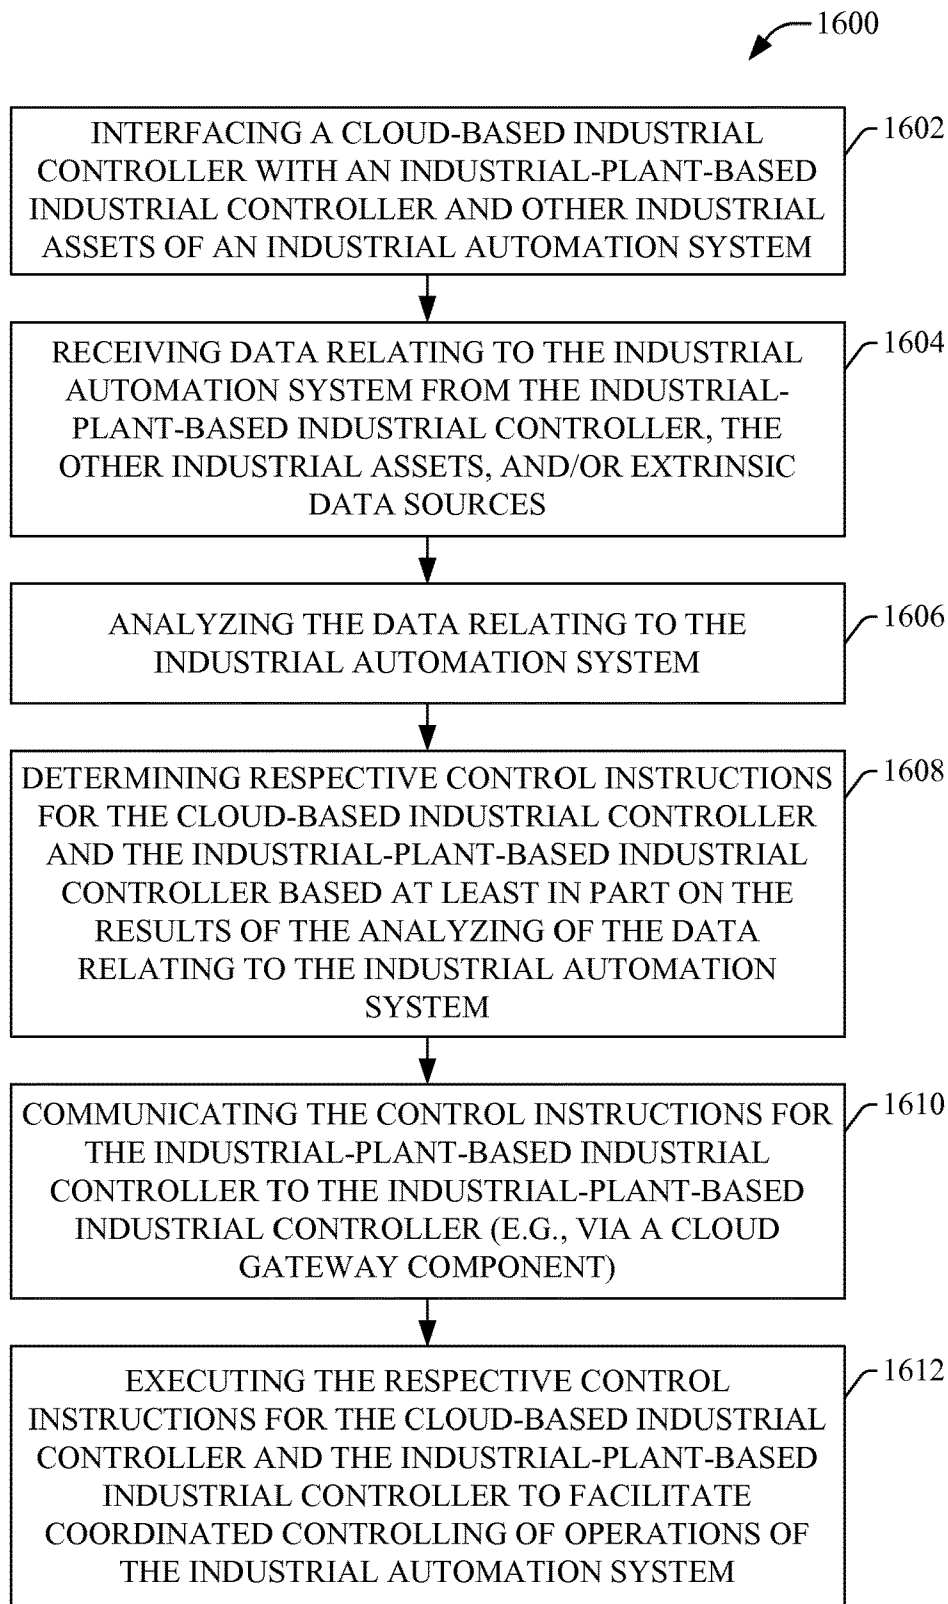 1600
INTERFACING A CLOUD-BASED INDUSTRIAL
CONTROLLER WITH AN INDUSTRIAL-PLANT-BASED
INDUSTRIAL CONTROLLER AND OTHER INDUSTRIAL
ASSETS OF AN INDUSTRIAL AUTOMATION SYSTEM
1602
RECEIVING DATA RELATING TO THE INDUSTRIAL
AUTOMATION SYSTEM FROM THE INDUSTRIAL-
PLANT-BASED INDUSTRIAL CONTROLLER, THE
OTHER INDUSTRIAL ASSETS, AND/OR EXTRINSIC
DATA SOURCES
1604
ANALYZING THE DATA RELATING TO THE
INDUSTRIAL AUTOMATION SYSTEM
1606
DETERMINING RESPECTIVE CONTROL INSTRUCTIONS
FOR THE CLOUD-BASED INDUSTRIAL CONTROLLER
AND THE INDUSTRIAL-PLANT-BASED INDUSTRIAL
CONTROLLER BASED AT LEAST IN PART ON THE
RESULTS OF THE ANALYZING OF THE DATA
RELATING TO THE INDUSTRIAL AUTOMATION
SYSTEM
1608
COMMUNICATING THE CONTROL INSTRUCTIONS FOR
THE INDUSTRIAL-PLANT-BASED INDUSTRIAL
CONTROLLER TO THE INDUSTRIAL-PLANT-BASED
INDUSTRIAL CONTROLLER (E.G., VIA A CLOUD
GATEWAY COMPONENT)
1610
EXECUTING THE RESPECTIVE CONTROL
INSTRUCTIONS FOR THE CLOUD-BASED INDUSTRIAL
CONTROLLER AND THE INDUSTRIAL-PLANT-BASED
INDUSTRIAL CONTROLLER TO FACILITATE
COORDINATED CONTROLLING OF OPERATIONS OF
THE INDUSTRIAL AUTOMATION SYSTEM
1612